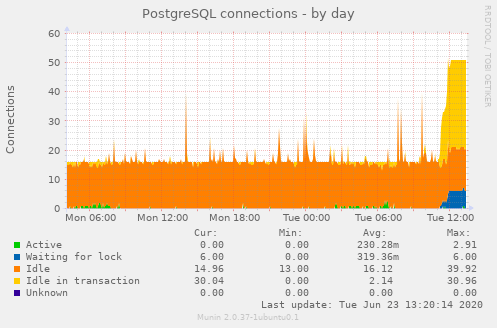 PostgreSQL connections - by day
RRDTOOL / TOBI OETIKER
Connections
60
50
40
30
20
10
0
Mon 06:00 Mon 12:00 Mon 18:00 Tue 00:00 Tue 06:00 Tue 12:00
Cur: Min: Avg: Max:
Active 0.00 0.00 230.28m 2.91
Waiting for lock 6.00 0.00 319.36m 6.00
Idle 14.96 13.00 16.12 39.92
Idle in transaction 30.04 0.00 2.14 30.96
Unknown 0.00 0.00 0.00 0.00
Last update: Tue Jun 23 13:20:14 2020
Munin 2.0.37-1ubuntu0.1